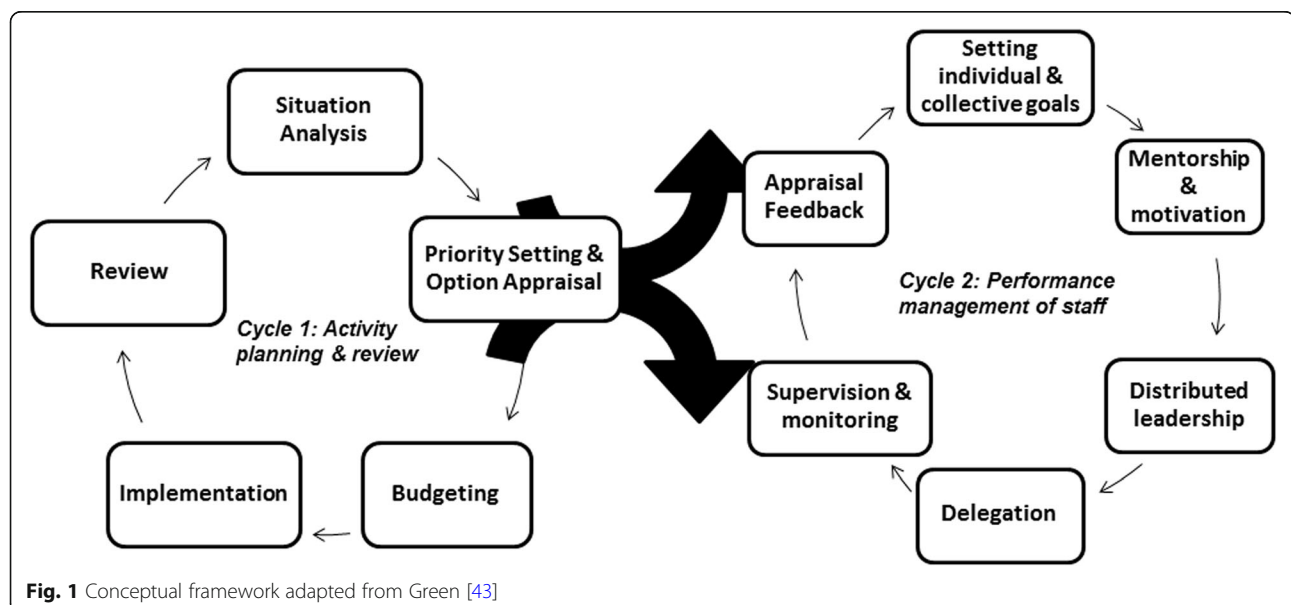 Situation
Analysis
Priority Setting &
Option Appraisal
Budgeting
Implementation
Review
Cycle 1: Activity
planning & review
Setting
individual &
collective goals
Mentorship
&
motivation
Distributed
leadership
Delegation
Supervision &
monitoring
Appraisal
Feedback
Cycle 2: Performance
management of staff
Fig. 1 Conceptual framework adapted from Green [43]